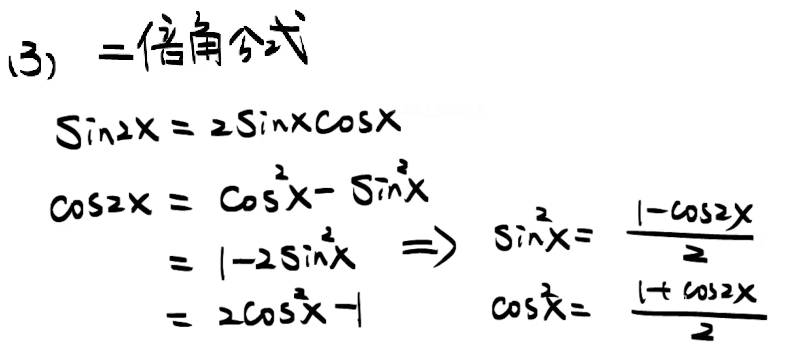 (3) 二倍角公式
sin2x = 2sinxcosx
cos2x = cos²x - sin²x
= 1-2sin²x ⇒ sin²x = (1-cos2x)/2
= 2cos²x-1 cos²x = (1+cos2x)/2